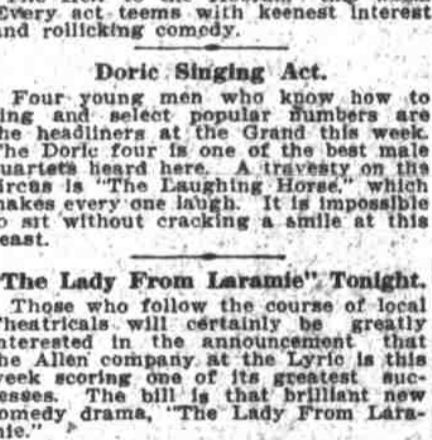 Every act teems with keenest interest
and rollicking comedy.
Doric Singing Act.
Four young men who know how to
ing and select popular numbers are
he headliners at the Grand this week.
The Doric four is one of the best male
uartets heard here. A travesty on the
ircus is "The Laughing Horse," which
makes every one laugh. It is impossible
o sit without cracking a smile at this
east.
"The Lady From Laramie" Tonight.
Those who follow the course of local
theatricals will certainly be greatly
nterested in the announcement that
he Allen company at the Lyric is this
week scoring one of its greatest suc-
esses. The bill is that brilliant new
omedy drama, "The Lady From Lara-
mie."